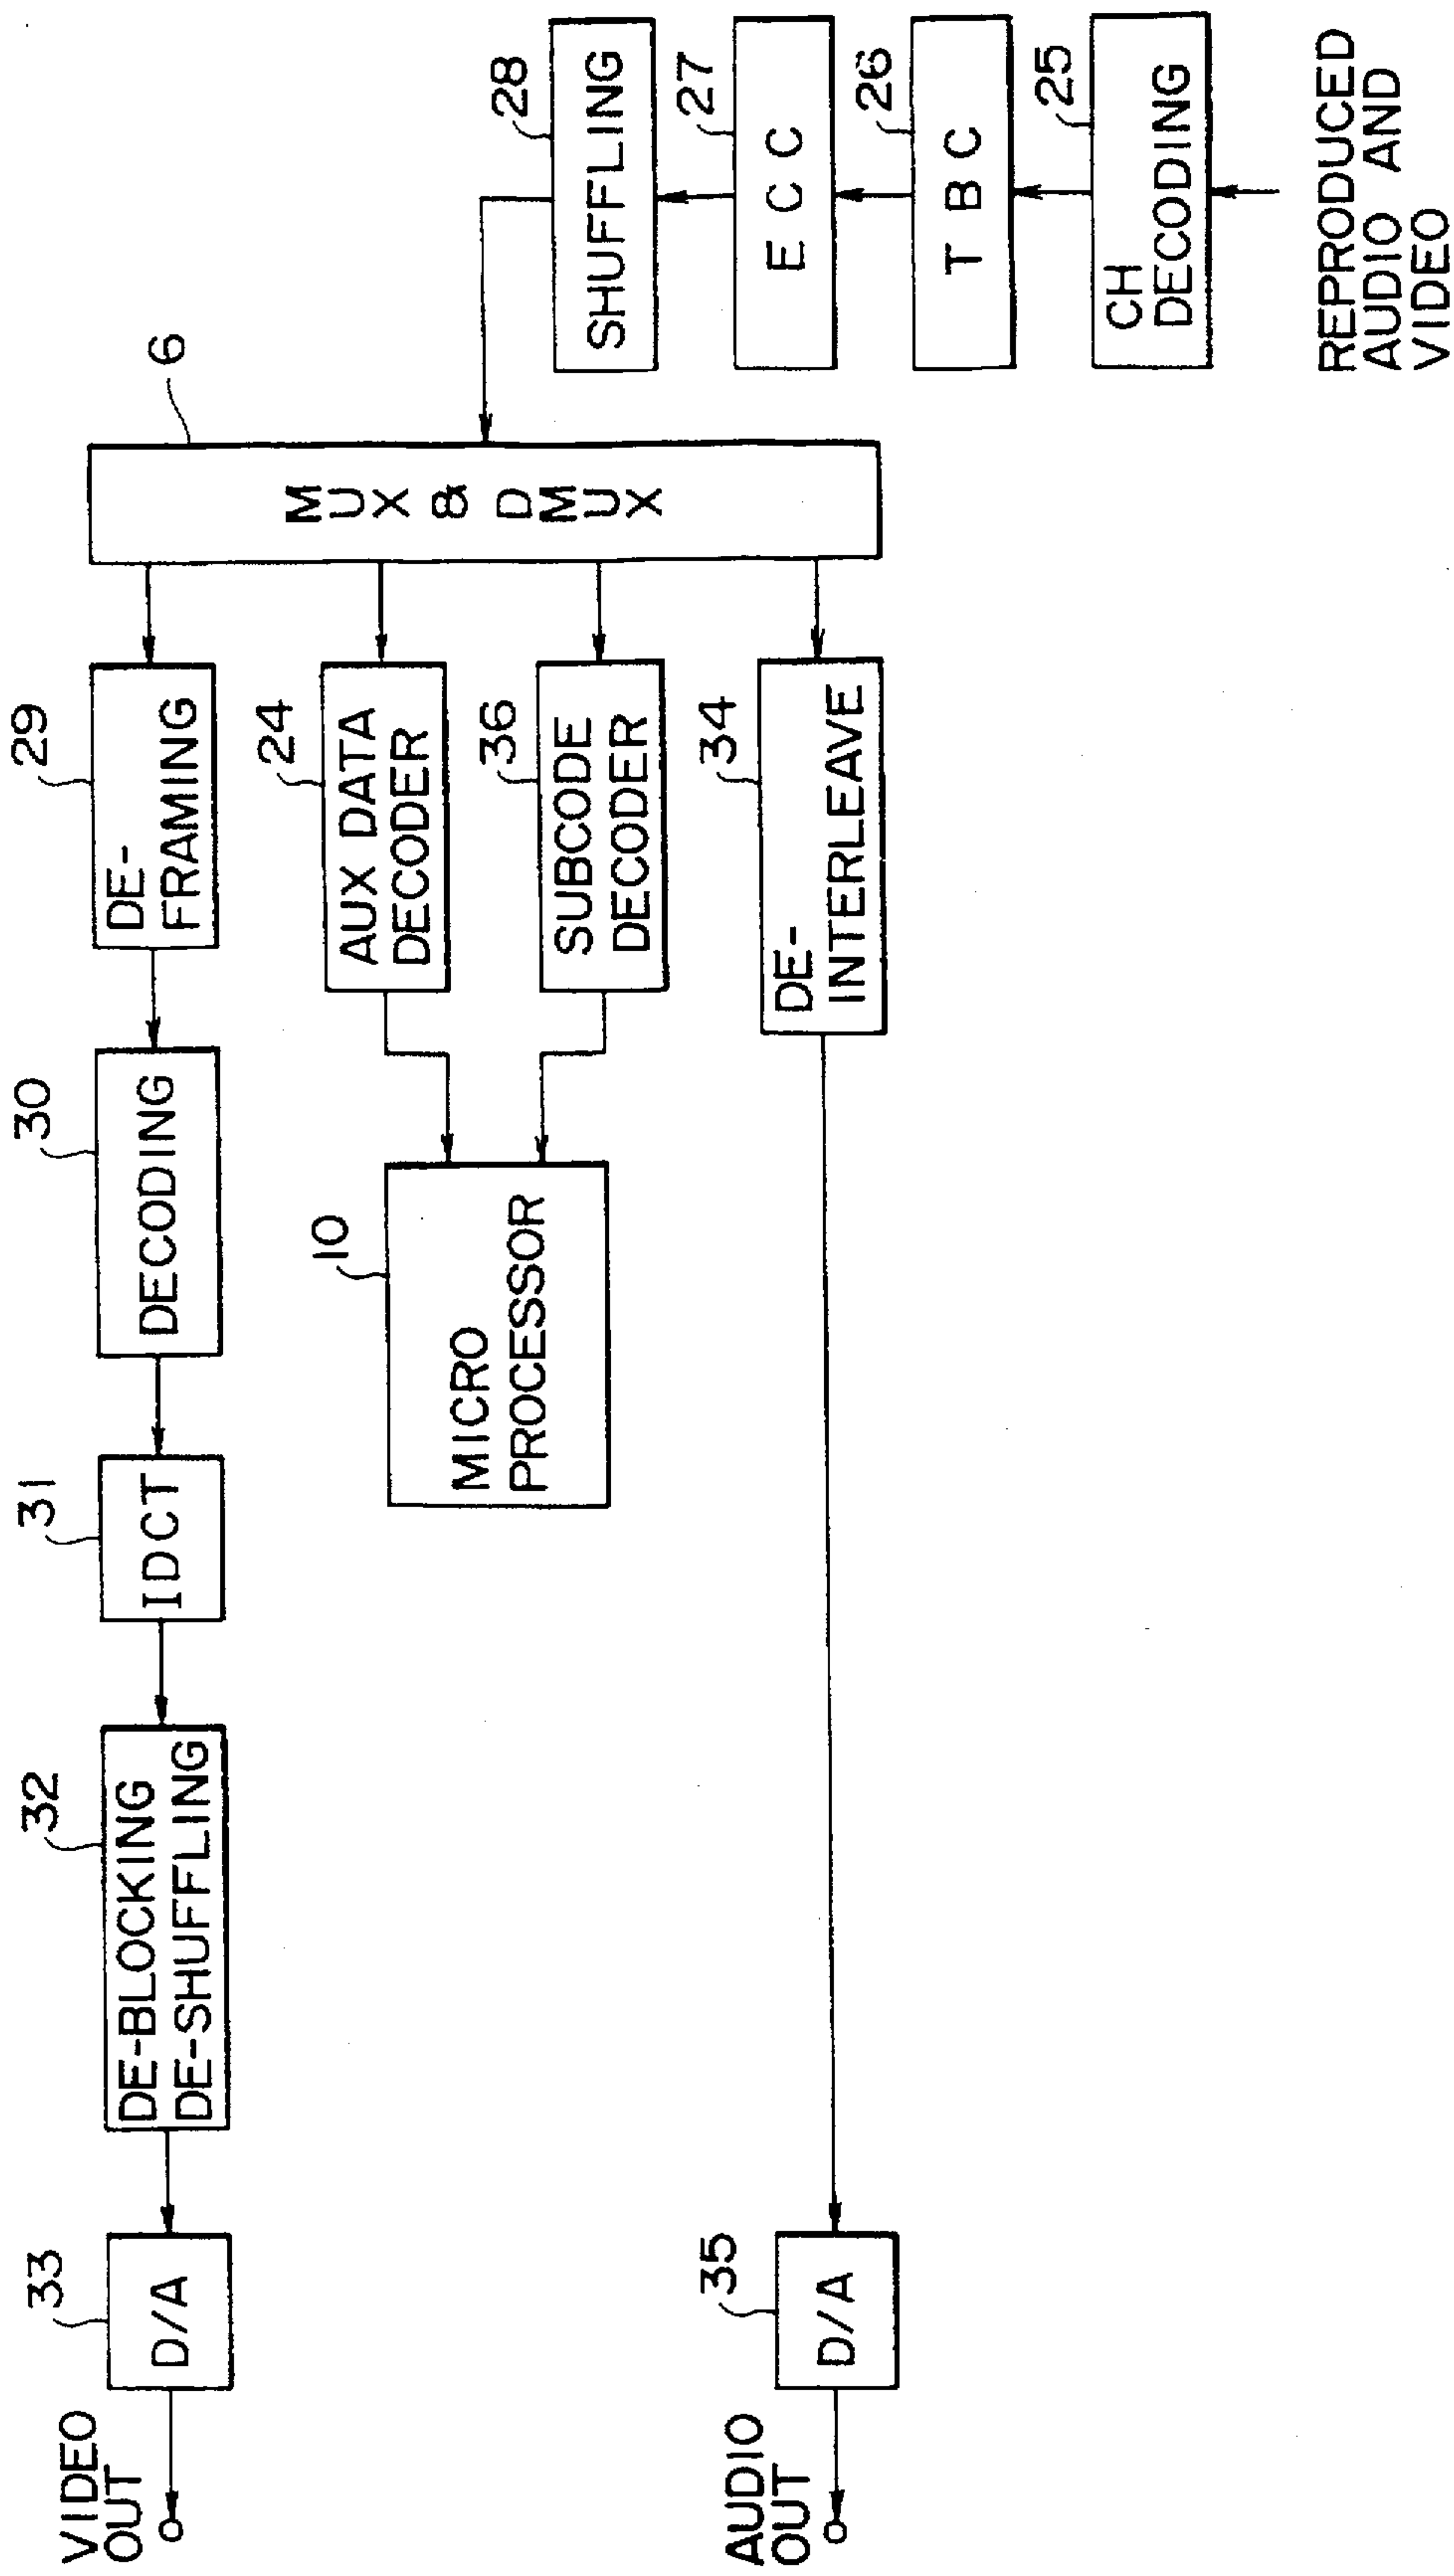 VIDEO
OUT
33
D/A
32
DE-BLOCKING
DE-SHUFFLING
31
IDCT
30
DECODING
29
DE-
FRAMING
10
MICRO
PROCESSOR
24
AUX DATA
DECODER
36
SUBCODE
DECODER
6
MUX & DMUX
AUDIO
OUT
35
D/A
34
DE-
INTERLEAVE
28
SHUFFLING
27
ECC
26
TBC
25
CH
DECODING
REPRODUCED
AUDIO AND
VIDEO